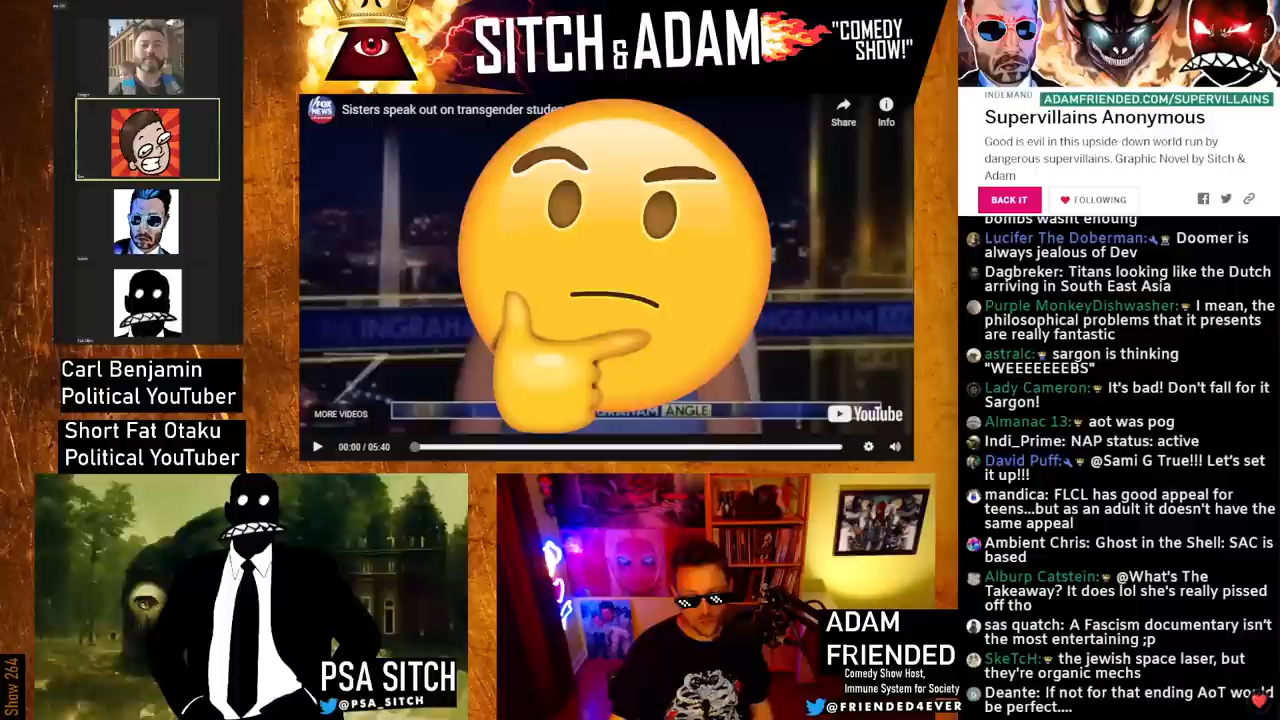 SITCH & ADAM
"COMEDY
SHOW!"
Sisters speak out on transgender stude
Share
Info
INGRAHAM
INGRAHAM
INGRAHAM ANGLE
MORE VIDEOS
YouTube
00:00 / 05:40
Carl Benjamin
Political YouTuber
Short Fat Otaku
Political YouTuber
Show 264
PSA SITCH
@PSA_SITCH
ADAM
FRIENDED
Comedy Show Host,
Immune System for Society
@FRIENDED4EVER
INDEMAND
ADAMFRIENDED.COM/SUPERVILLAINS
Supervillains Anonymous
Good is evil in this upside-down world run by
dangerous supervillains. Graphic Novel by Sitch &
Adam
BACK IT
FOLLOWING
bombs wasnt enoung
Lucifer The Doberman: Doomer is
always jealous of Dev
Dagbreker: Titans looking like the Dutch
arriving in South East Asia
Purple MonkeyDishwasher: I mean, the
philosophical problems that it presents
are really fantastic
astralc: sargon is thinking
"WEEEEEEEBS"
Lady Cameron: It's bad! Don't fall for it
Sargon!
Almanac 13: aot was pog
Indi_Prime: NAP status: active
David Puff: @Sami G True!!! Let's set
it up!!!
mandica: FLCL has good appeal for
teens...but as an adult it doesn't have the
same appeal
Ambient Chris: Ghost in the Shell: SAC is
based
Alburp Catstein: @What's The
Takeaway? It does lol she's really pissed
off tho
sas quatch: A Fascism documentary isn't
the most entertaining ;p
SkeTcH: the jewish space laser, but
they're organic mechs
Deante: If not for that ending AoT would
be perfect....